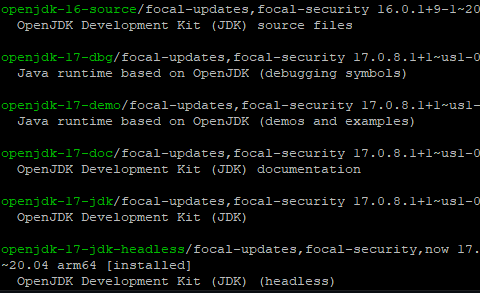 openjdk-16-source/focal-updates,focal-security 16.0.1+9-1~20
OpenJDK Development Kit (JDK) source files
openjdk-17-dbg/focal-updates,focal-security 17.0.8.1+1~us1-0
Java runtime based on OpenJDK (debugging symbols)
openjdk-17-demo/focal-updates,focal-security 17.0.8.1+1~us1-
Java runtime based on OpenJDK (demos and examples)
openjdk-17-doc/focal-updates,focal-security 17.0.8.1+1~us1-0
OpenJDK Development Kit (JDK) documentation
openjdk-17-jdk/focal-updates,focal-security 17.0.8.1+1~us1-0
OpenJDK Development Kit (JDK)
openjdk-17-jdk-headless/focal-updates,focal-security,now 17.
~20.04 arm64 [installed]
OpenJDK Development Kit (JDK) (headless)